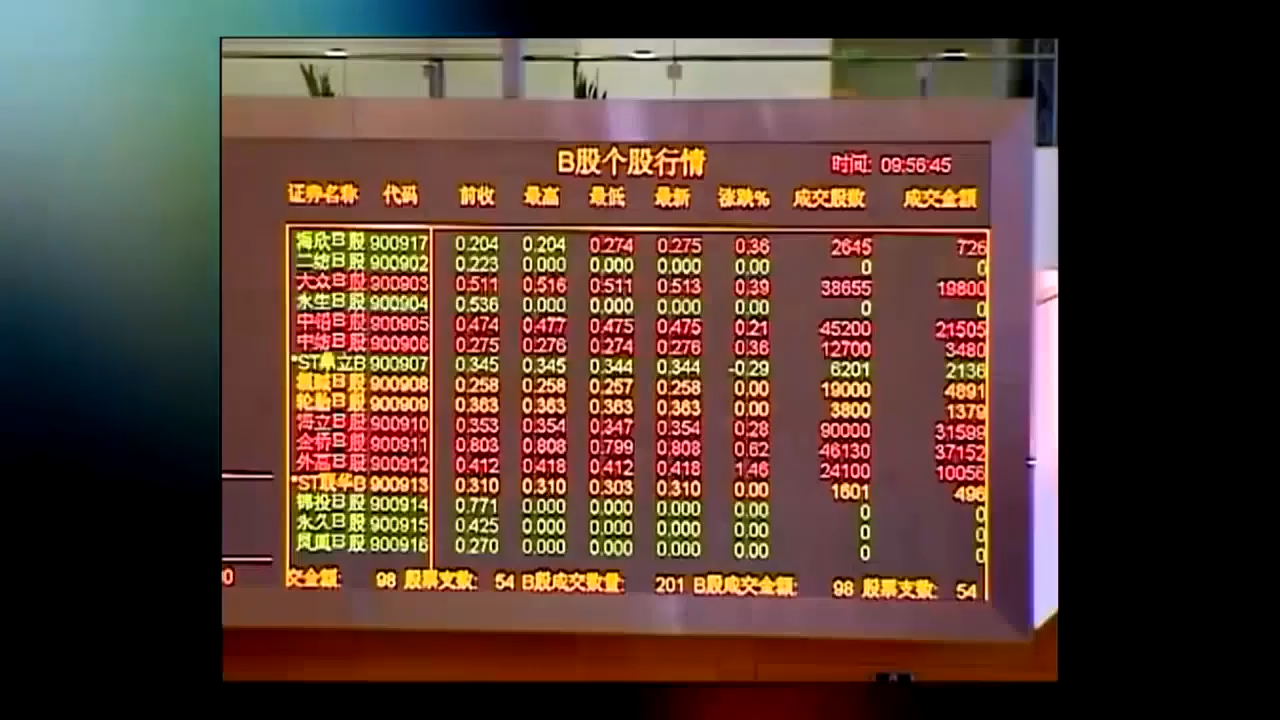 B股个股行情 时间: 09:56:45
证券名称 代码 前收 最高 最低 最新 涨跌% 成交股数 成交金额
海欣B股 900917 0.204 0.204 0.274 0.275 0.36 2645 726
二纺B股 900902 0.223 0.000 0.000 0.000 0.00 0 0
大众B股 900903 0.511 0.516 0.511 0.513 0.39 38655 19800
永生B股 900904 0.536 0.000 0.000 0.000 0.00 0 0
中铅B股 900905 0.474 0.477 0.475 0.475 0.21 45200 21505
中纺B股 900906 0.275 0.276 0.274 0.276 0.36 12700 3480
*ST鼎立B 900907 0.345 0.345 0.344 0.344 -0.29 6201 2136
B股 900908 0.258 0.258 0.257 0.258 0.00 19000 4891
轮胎B股 900909 0.363 0.363 0.363 0.363 0.00 3800 1379
海立B股 900910 0.353 0.354 0.347 0.354 0.28 90000 31599
金桥B股 900911 0.803 0.808 0.799 0.808 0.62 46130 37152
外高B股 900912 0.412 0.418 0.412 0.418 1.46 24100 10056
*ST联华B 900913 0.310 0.310 0.303 0.310 0.00 1601 496
锦投B股 900914 0.771 0.000 0.000 0.000 0.00 0 0
永久B股 900915 0.425 0.000 0.000 0.000 0.00 0 0
凤凰B股 900916 0.270 0.000 0.000 0.000 0.00 0 0
0 交金额: 98 股票支数: 54 B股成交数量: 201 B股成交金额: 98 股票支数: 54